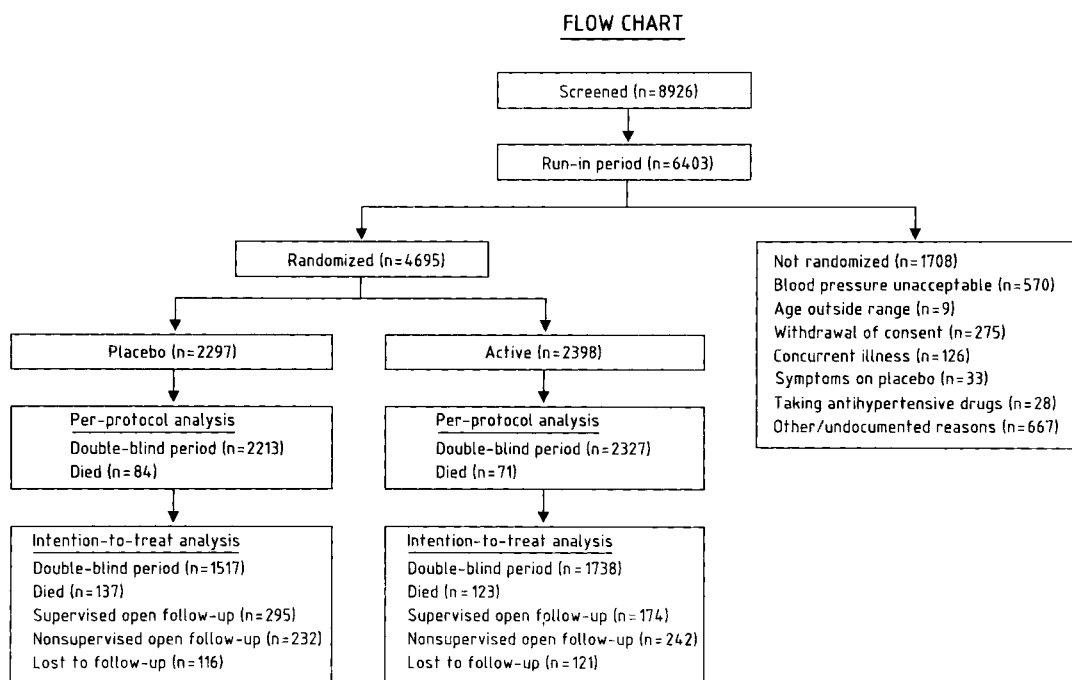 FLOW CHART
Screened (n=8926)
Run-in period (n=6403)
Randomized (n=4695)
Not randomized (n=1708)
Blood pressure unacceptable (n=570)
Age outside range (n=9)
Withdrawal of consent (n=275)
Concurrent illness (n=126)
Symptoms on placebo (n=33)
Taking antihypertensive drugs (n=28)
Other/undocumented reasons (n=667)
Placebo (n=2297)
Active (n=2398)
Per-protocol analysis
Double-blind period (n=2213)
Died (n=84)
Per-protocol analysis
Double-blind period (n=2327)
Died (n=71)
Intention-to-treat analysis
Double-blind period (n=1517)
Died (n=137)
Supervised open follow-up (n=295)
Nonsupervised open follow-up (n=232)
Lost to follow-up (n=116)
Intention-to-treat analysis
Double-blind period (n=1738)
Died (n=123)
Supervised open follow-up (n=174)
Nonsupervised open follow-up (n=242)
Lost to follow-up (n=121)